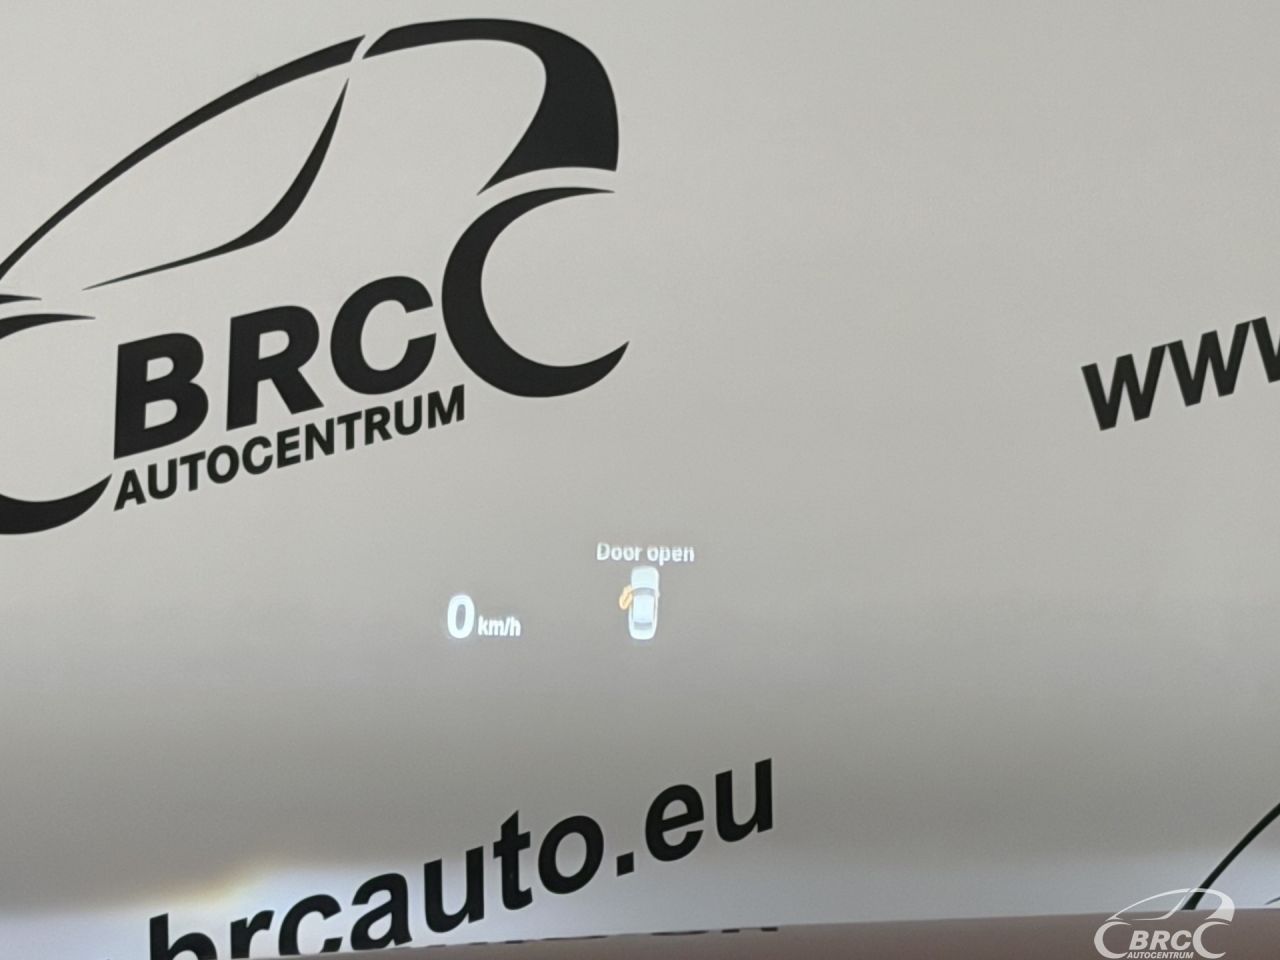 BRC
AUTOCENTRUM
www
Door open
0 km/h
brcauto.eu
BRC
AUTOCENTRUM